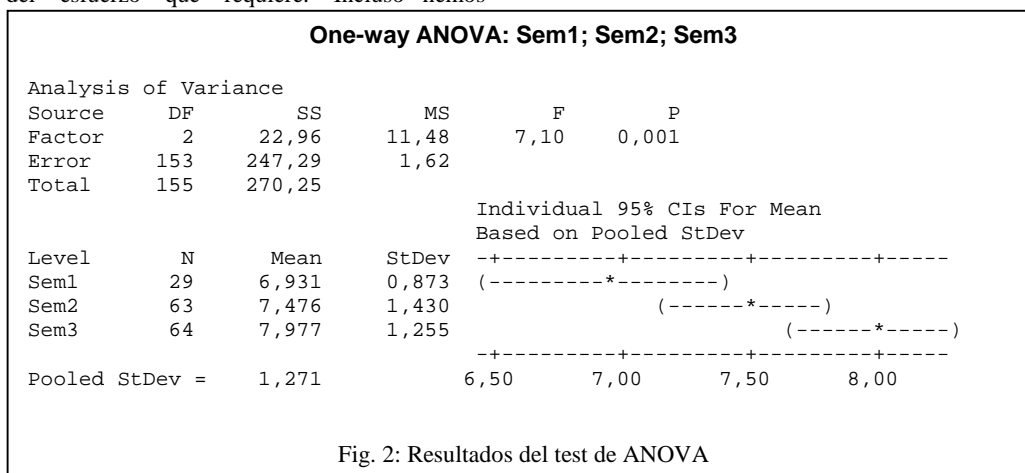 del esfuerzo que requiere. Incluso hemos
One-way ANOVA: Sem1; Sem2; Sem3
Analysis of Variance
Source DF SS MS F P
Factor 2 22,96 11,48 7,10 0,001
Error 153 247,29 1,62
Total 155 270,25
Individual 95% CIs For Mean
Based on Pooled StDev
Level N Mean StDev -+---------+---------+---------+-----
Sem1 29 6,931 0,873 (---------*--------)
Sem2 63 7,476 1,430 (------*-----)
Sem3 64 7,977 1,255 (------*-----)
-+---------+---------+---------+-----
Pooled StDev = 1,271 6,50 7,00 7,50 8,00
Fig. 2: Resultados del test de ANOVA